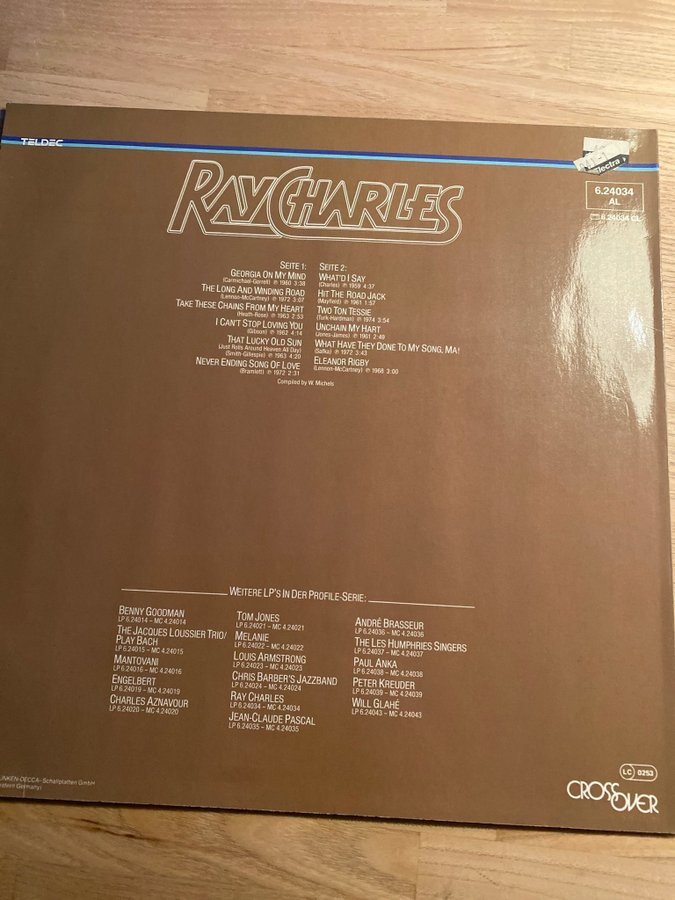 TELDEC
electra
6.24034
AL
6.24034 CL
RAY CHARLES
SEITE 1:
GEORGIA ON MY MIND
(Carmichael-Gorrell) ℗ 1960 3:38
THE LONG AND WINDING ROAD
(Lennon-McCartney) ℗ 1972 3:07
TAKE THESE CHAINS FROM MY HEART
(Heath-Rose) ℗ 1963 2:53
I CAN'T STOP LOVING YOU
(Gibson) ℗ 1962 4:14
THAT LUCKY OLD SUN
(Just Rolls Around Heaven All Day)
(Smith-Gillespie) ℗ 1963 4:20
NEVER ENDING SONG OF LOVE
(Bramlett) ℗ 1972 2:31
SEITE 2:
WHAT'D I SAY
(Charles) ℗ 1959 4:37
HIT THE ROAD JACK
(Mayfield) ℗ 1961 1:57
TWO TON TESSIE
(Turk-Hardman) ℗ 1974 3:54
UNCHAIN MY HART
(Jones-James) ℗ 1961 2:49
WHAT HAVE THEY DONE TO MY SONG, MA!
(Safka) ℗ 1972 3:43
ELEANOR RIGBY
(Lennon-McCartney) ℗ 1968 3:00
Compiled by W. Michels
WEITERE LP'S IN DER PROFILE-SERIE:
BENNY GOODMAN
LP 6.24014 – MC 4.24014
THE JACQUES LOUSSIER TRIO/
PLAY BACH
LP 6.24015 – MC 4.24015
MANTOVANI
LP 6.24016 – MC 4.24016
ENGELBERT
LP 6.24019 – MC 4.24019
CHARLES AZNAVOUR
LP 6.24020 – MC 4.24020
TOM JONES
LP 6.24021 – MC 4.24021
MELANIE
LP 6.24022 – MC 4.24022
LOUIS ARMSTRONG
LP 6.24023 – MC 4.24023
CHRIS BARBER'S JAZZBAND
LP 6.24024 – MC 4.24024
RAY CHARLES
LP 6.24034 – MC 4.24034
JEAN-CLAUDE PASCAL
LP 6.24035 – MC 4.24035
ANDRÉ BRASSEUR
LP 6.24036 – MC 4.24036
THE LES HUMPHRIES SINGERS
LP 6.24037 – MC 4.24037
PAUL ANKA
LP 6.24038 – MC 4.24038
PETER KREUDER
LP 6.24039 – MC 4.24039
WILL GLAHÉ
LP 6.24043 – MC 4.24043
UNKEN-DECCA-Schallplatten GmbH
stern Germany)
LC 0253
CROSSOVER